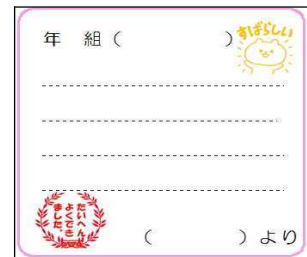 年 組（ ）
すばらしい
たいへん
よくでき
ました。
（ ）より